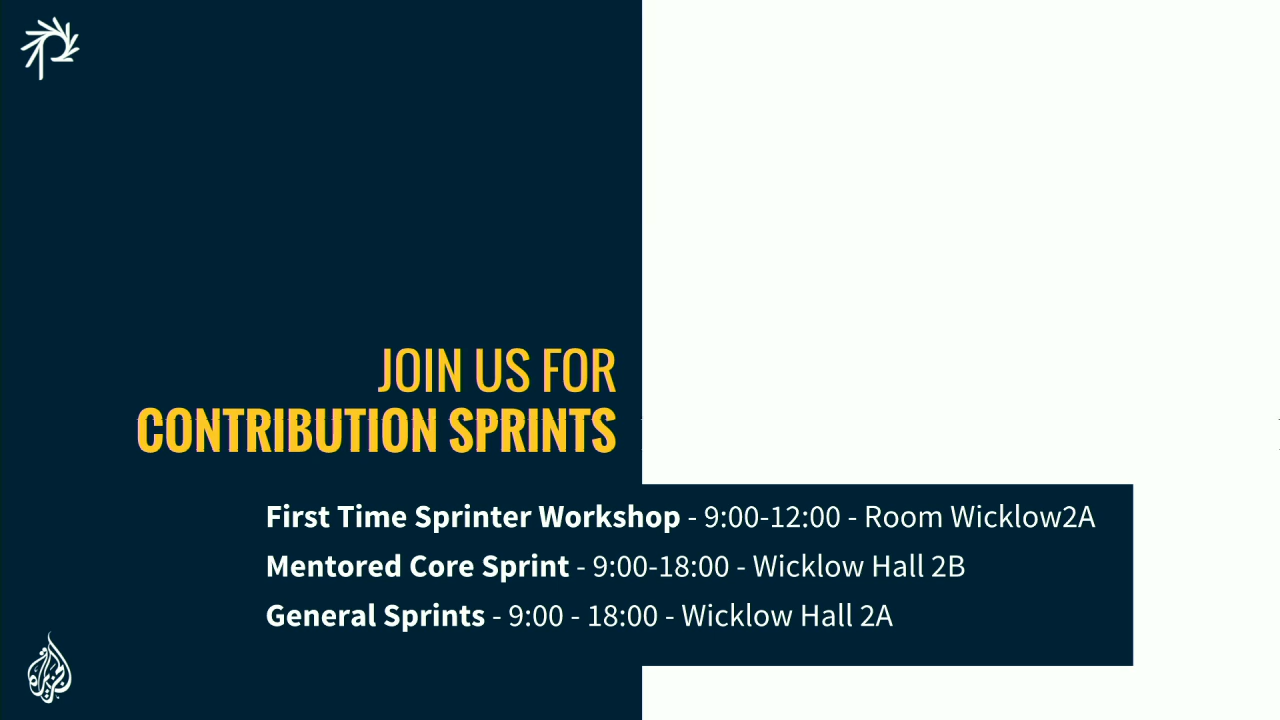 JOIN US FOR
CONTRIBUTION SPRINTS
First Time Sprinter Workshop - 9:00-12:00 - Room Wicklow2A
Mentored Core Sprint - 9:00-18:00 - Wicklow Hall 2B
General Sprints - 9:00 - 18:00 - Wicklow Hall 2A
الجزيرة